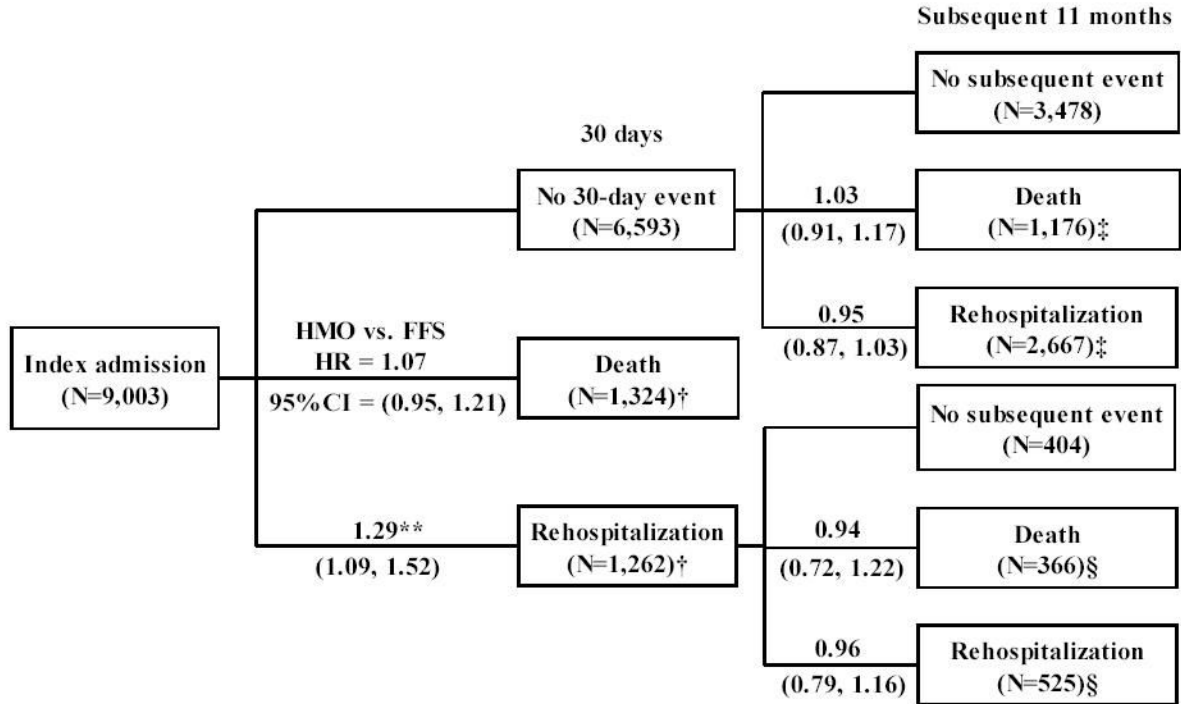 Subsequent 11 months
No subsequent event
(N=3,478)
30 days
No 30-day event
(N=6,593)
1.03
(0.91, 1.17)
Death
(N=1,176)‡
0.95
(0.87, 1.03)
Rehospitalization
(N=2,667)‡
Index admission
(N=9,003)
HMO vs. FFS
HR = 1.07
95%CI = (0.95, 1.21)
Death
(N=1,324)†
1.29**
(1.09, 1.52)
Rehospitalization
(N=1,262)†
No subsequent event
(N=404)
0.94
(0.72, 1.22)
Death
(N=366)§
0.96
(0.79, 1.16)
Rehospitalization
(N=525)§